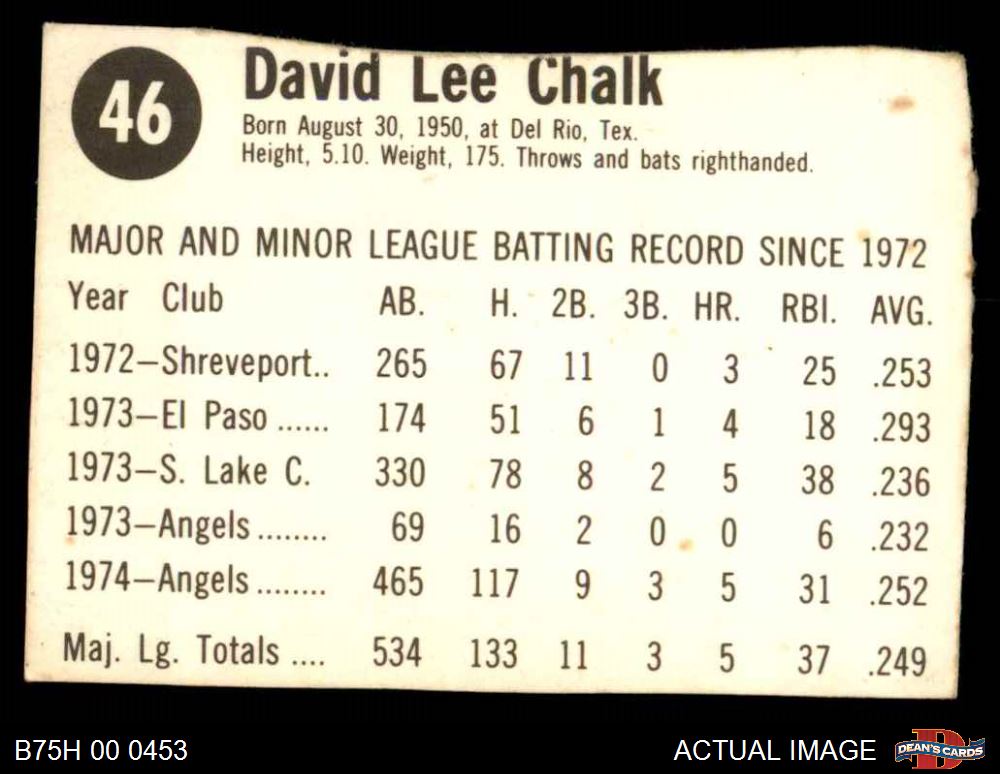 46
David Lee Chalk
Born August 30, 1950, at Del Rio, Tex.
Height, 5.10. Weight, 175. Throws and bats righthanded.
MAJOR AND MINOR LEAGUE BATTING RECORD SINCE 1972
Year Club AB. H. 2B. 3B. HR. RBI. AVG.
1972—Shreveport.. 265 67 11 0 3 25 .253
1973—El Paso ...... 174 51 6 1 4 18 .293
1973—S. Lake C. 330 78 8 2 5 38 .236
1973—Angels ........ 69 16 2 0 0 6 .232
1974—Angels ........ 465 117 9 3 5 31 .252
Maj. Lg. Totals .... 534 133 11 3 5 37 .249
B75H 00 0453
ACTUAL IMAGE
D
DEAN'S CARDS